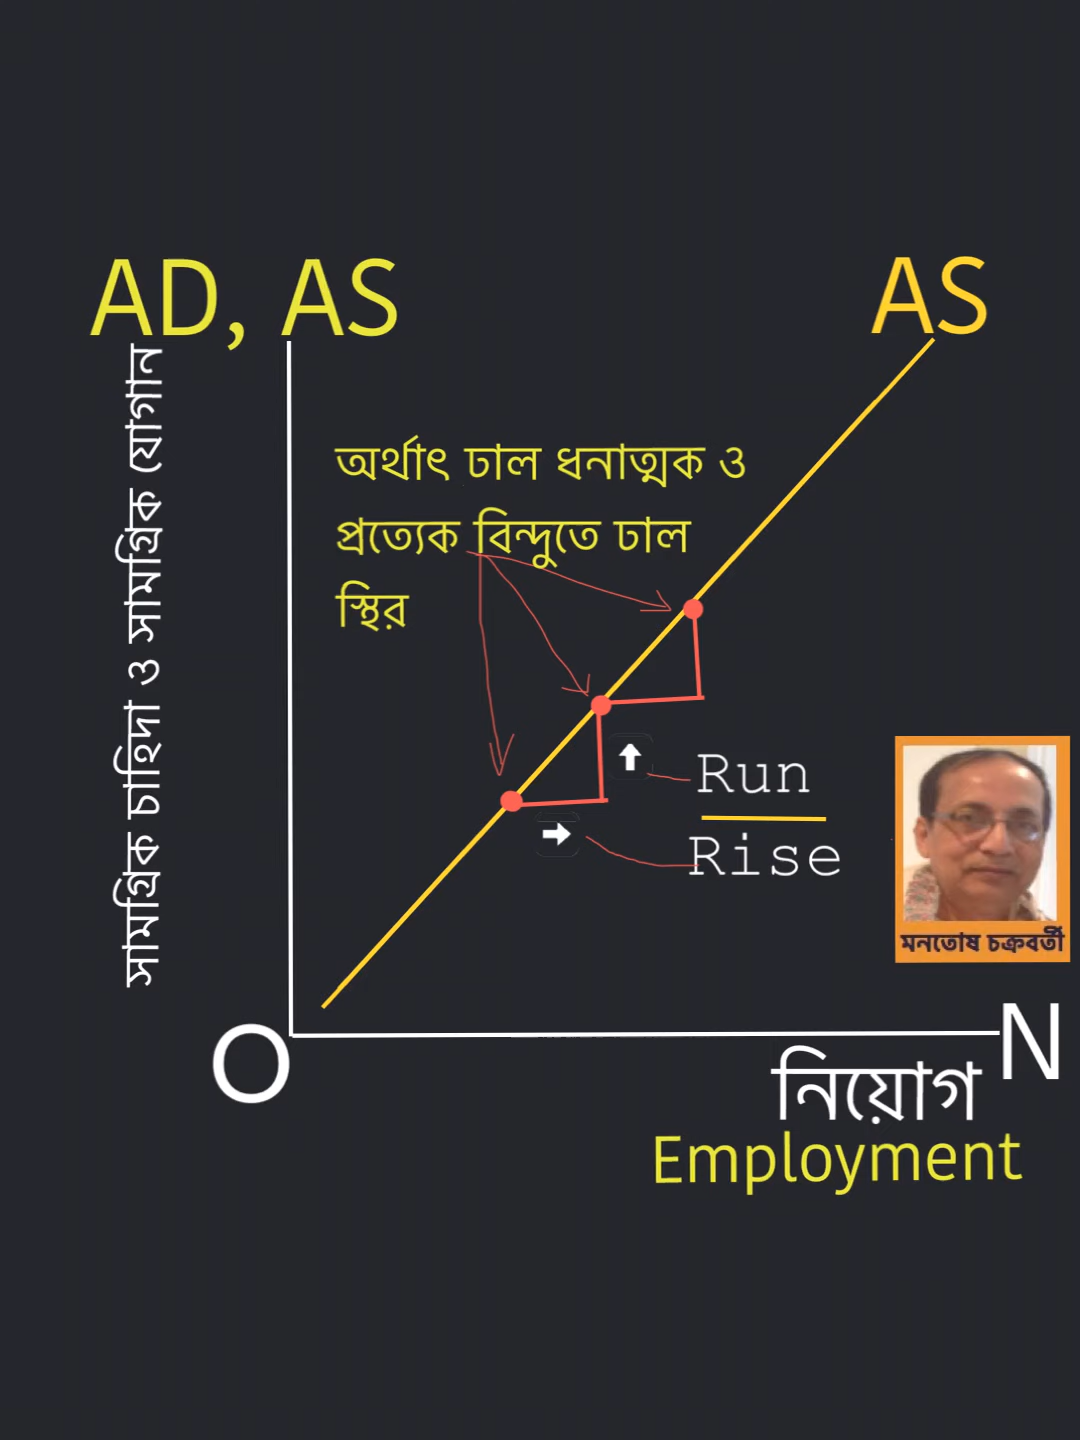 AD, AS
AS
সামগ্রিক চাহিদা ও সামগ্রিক যোগান
অর্থাৎ ঢাল ধনাত্মক ও
প্রত্যেক বিন্দুতে ঢাল
স্থির
Run
Rise
মনতোষ চক্রবর্তী
O
N
নিয়োগ
Employment